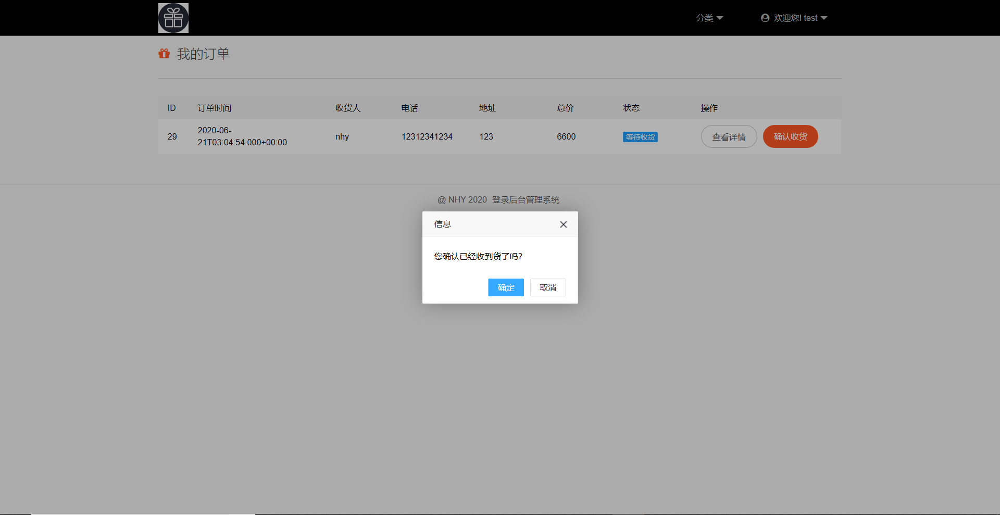 分类
欢迎您! test
我的订单
ID 订单时间 收货人 电话 地址 总价 状态 操作
29 2020-06-21T03:04:54.000+00:00 nhy 12312341234 123 6600 等待收货 查看详情 确认收货
@ NHY 2020 登录后台管理系统
信息
您确认已经收到货了吗?
确定 取消